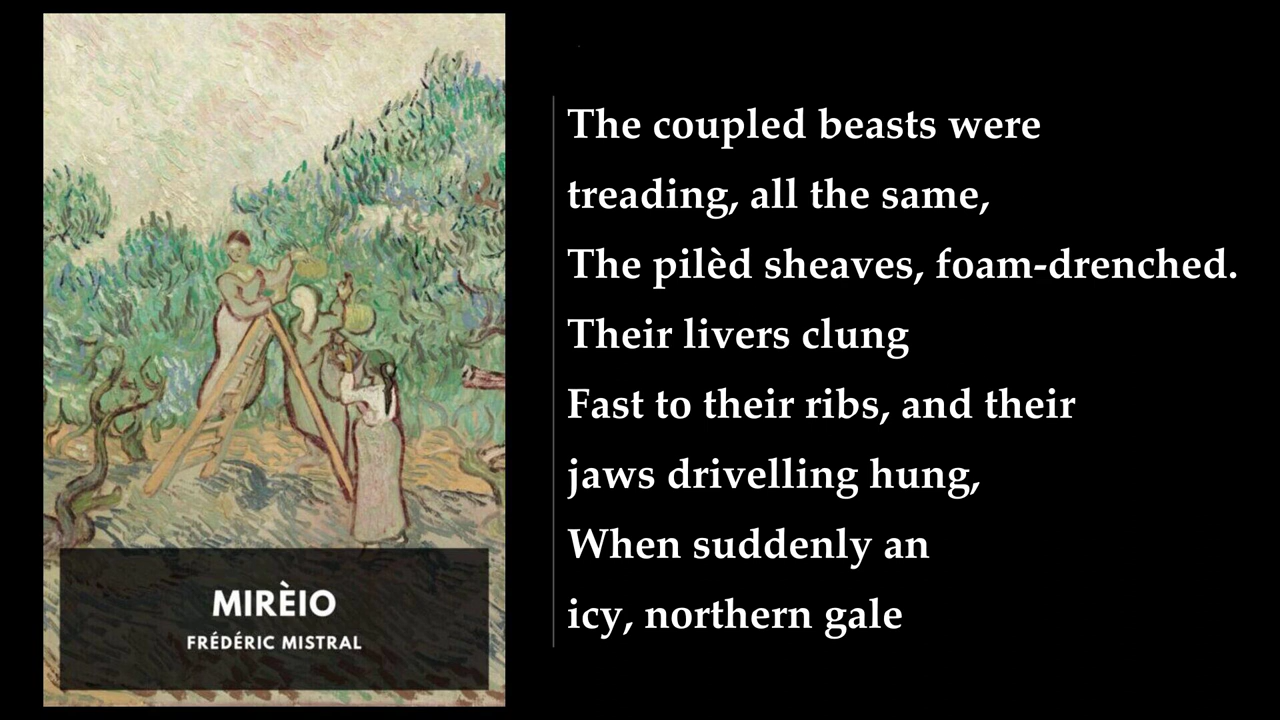 MIRÈIO
FRÉDÉRIC MISTRAL
The coupled beasts were
treading, all the same,
The pilèd sheaves, foam-drenched.
Their livers clung
Fast to their ribs, and their
jaws drivelling hung,
When suddenly an
icy, northern gale